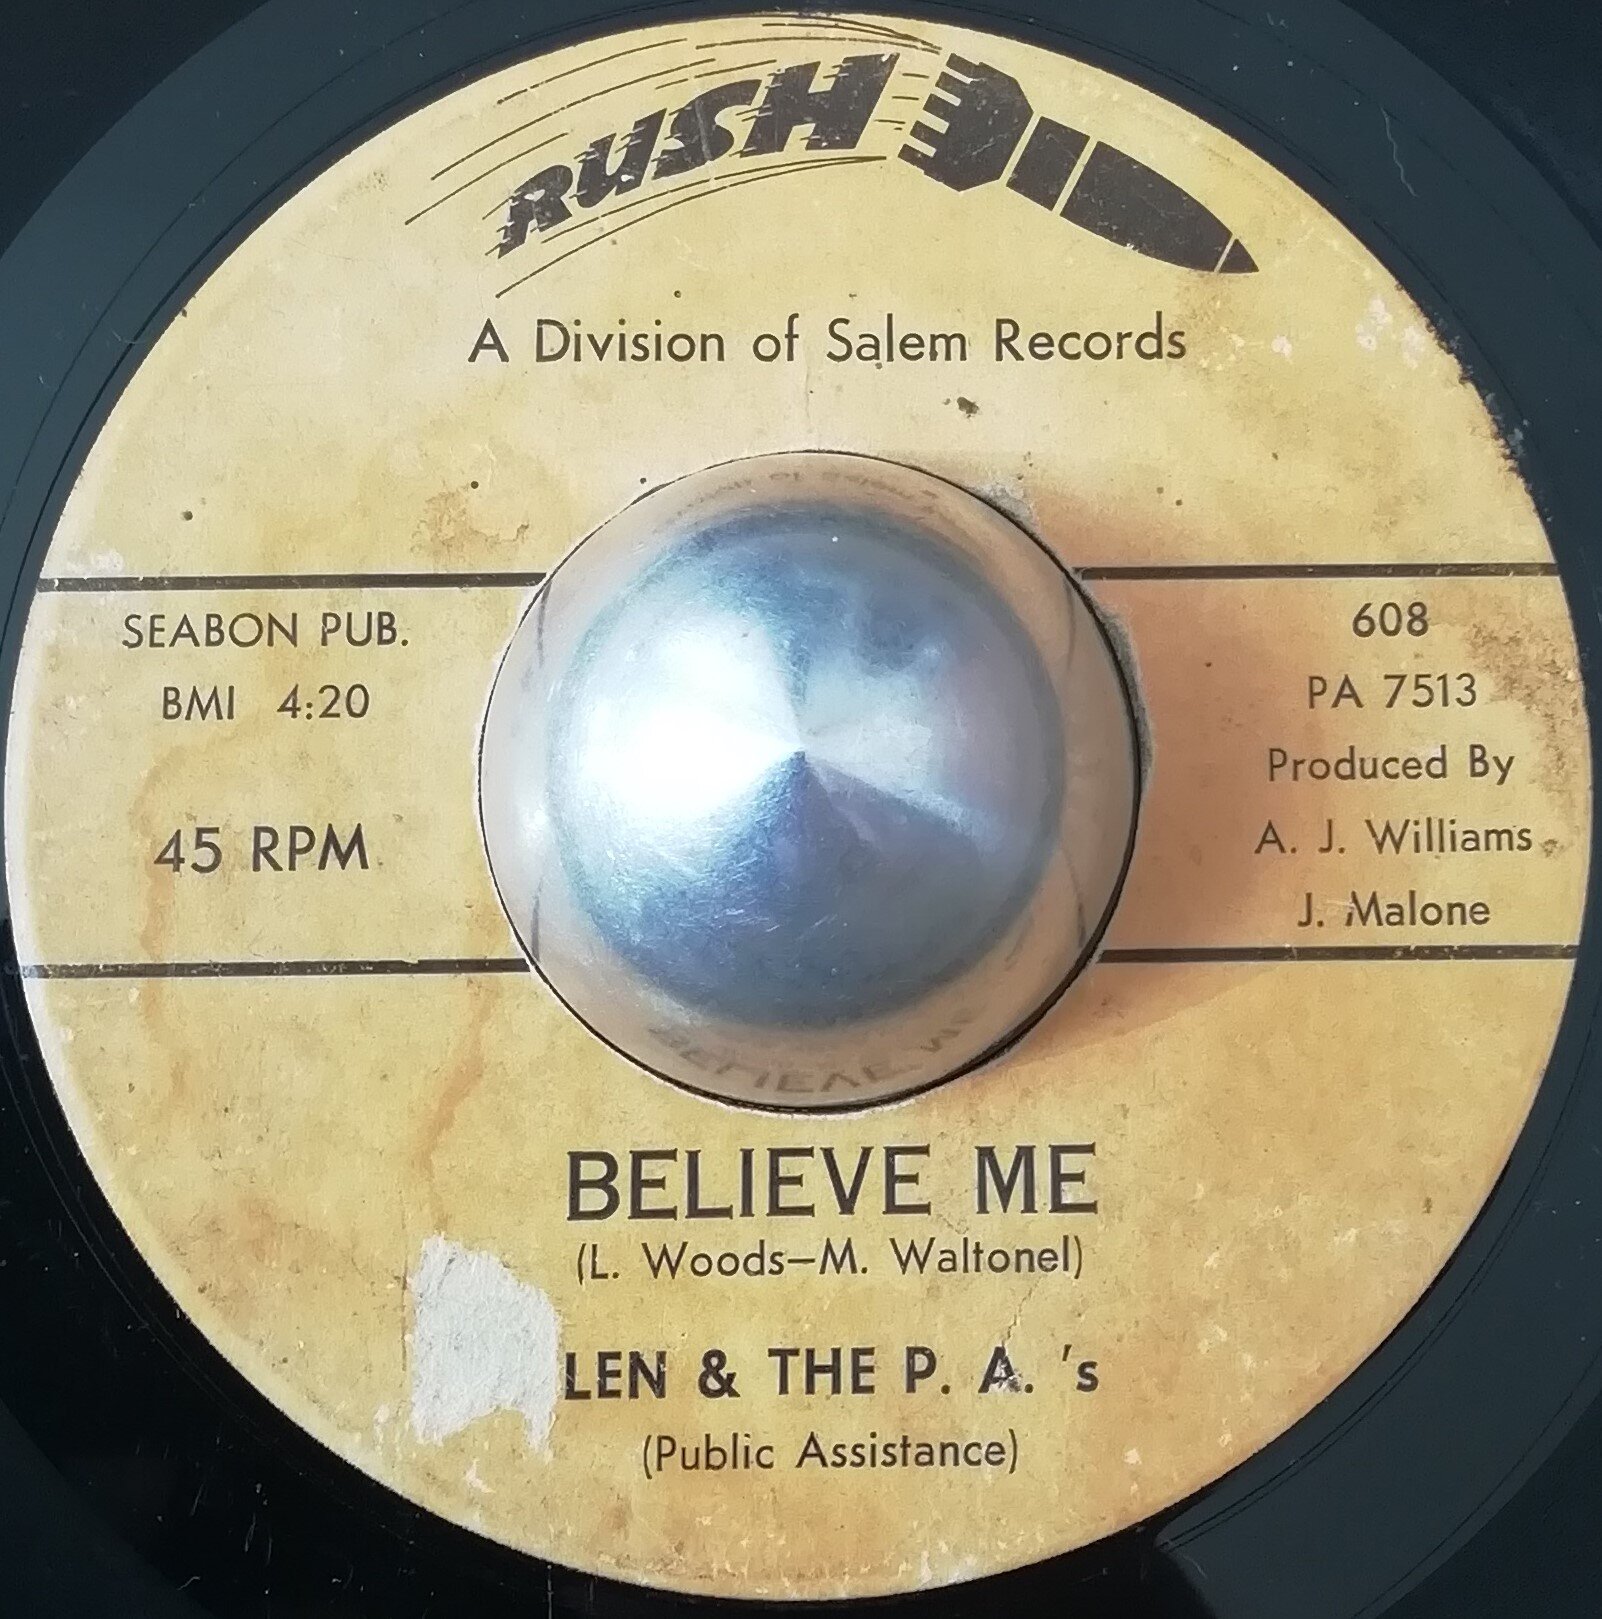 RUSH
A Division of Salem Records
SEABON PUB.
BMI 4:20
45 RPM
608
PA 7513
Produced By
A. J. Williams
J. Malone
BELIEVE ME
(L. Woods–M. Waltonel)
LEN & THE P. A. 's
(Public Assistance)